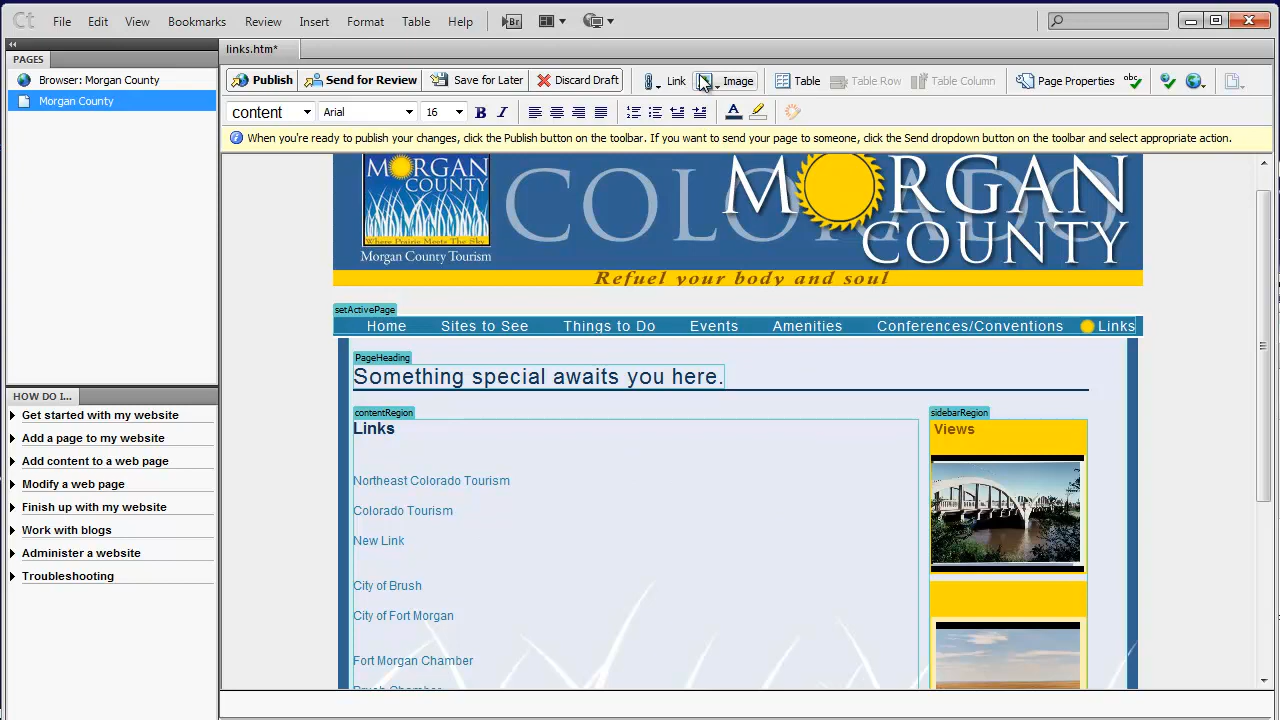 Ct File Edit View Bookmarks Review Insert Format Table Help Br
PAGES
Browser: Morgan County
Morgan County
links.htm*
Publish Send for Review Save for Later Discard Draft Link Image Table Table Row Table Column Page Properties abc
content Arial 16 B I A
When you're ready to publish your changes, click the Publish button on the toolbar. If you want to send your page to someone, click the Send dropdown button on the toolbar and select appropriate action.
MORGAN
COUNTY
Where Prairie Meets The Sky
Morgan County Tourism
COLORADO
MORGAN
COUNTY
Refuel your body and soul
setActivePage
Home Sites to See Things to Do Events Amenities Conferences/Conventions Links
PageHeading
Something special awaits you here.
contentRegion
Links
Northeast Colorado Tourism
Colorado Tourism
New Link
City of Brush
City of Fort Morgan
Fort Morgan Chamber
Brush Chamber
sidebarRegion
Views
HOW DO I...
Get started with my website
Add a page to my website
Add content to a web page
Modify a web page
Finish up with my website
Work with blogs
Administer a website
Troubleshooting